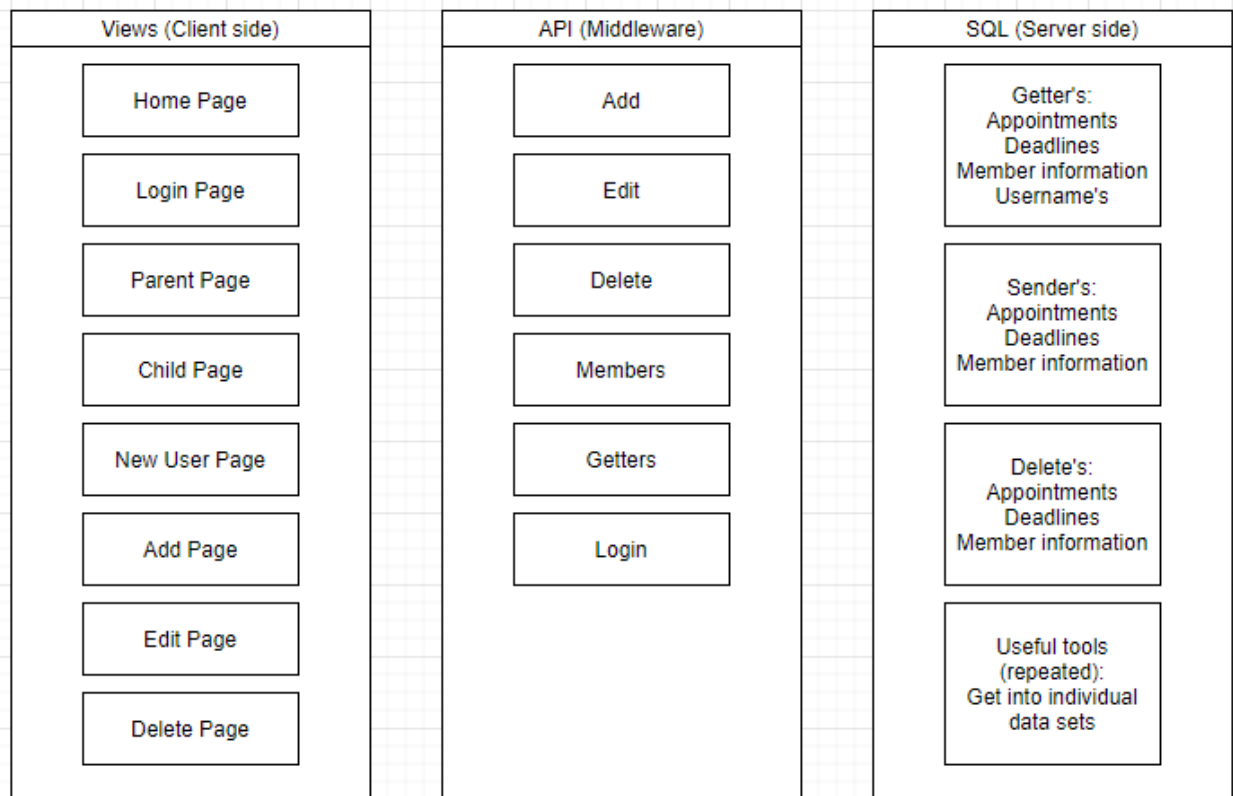 Views (Client side)
Home Page
Login Page
Parent Page
Child Page
New User Page
Add Page
Edit Page
Delete Page
API (Middleware)
Add
Edit
Delete
Members
Getters
Login
SQL (Server side)
Getter's:
Appointments
Deadlines
Member information
Username's
Sender's:
Appointments
Deadlines
Member information
Delete's:
Appointments
Deadlines
Member information
Useful tools
(repeated):
Get into individual
data sets